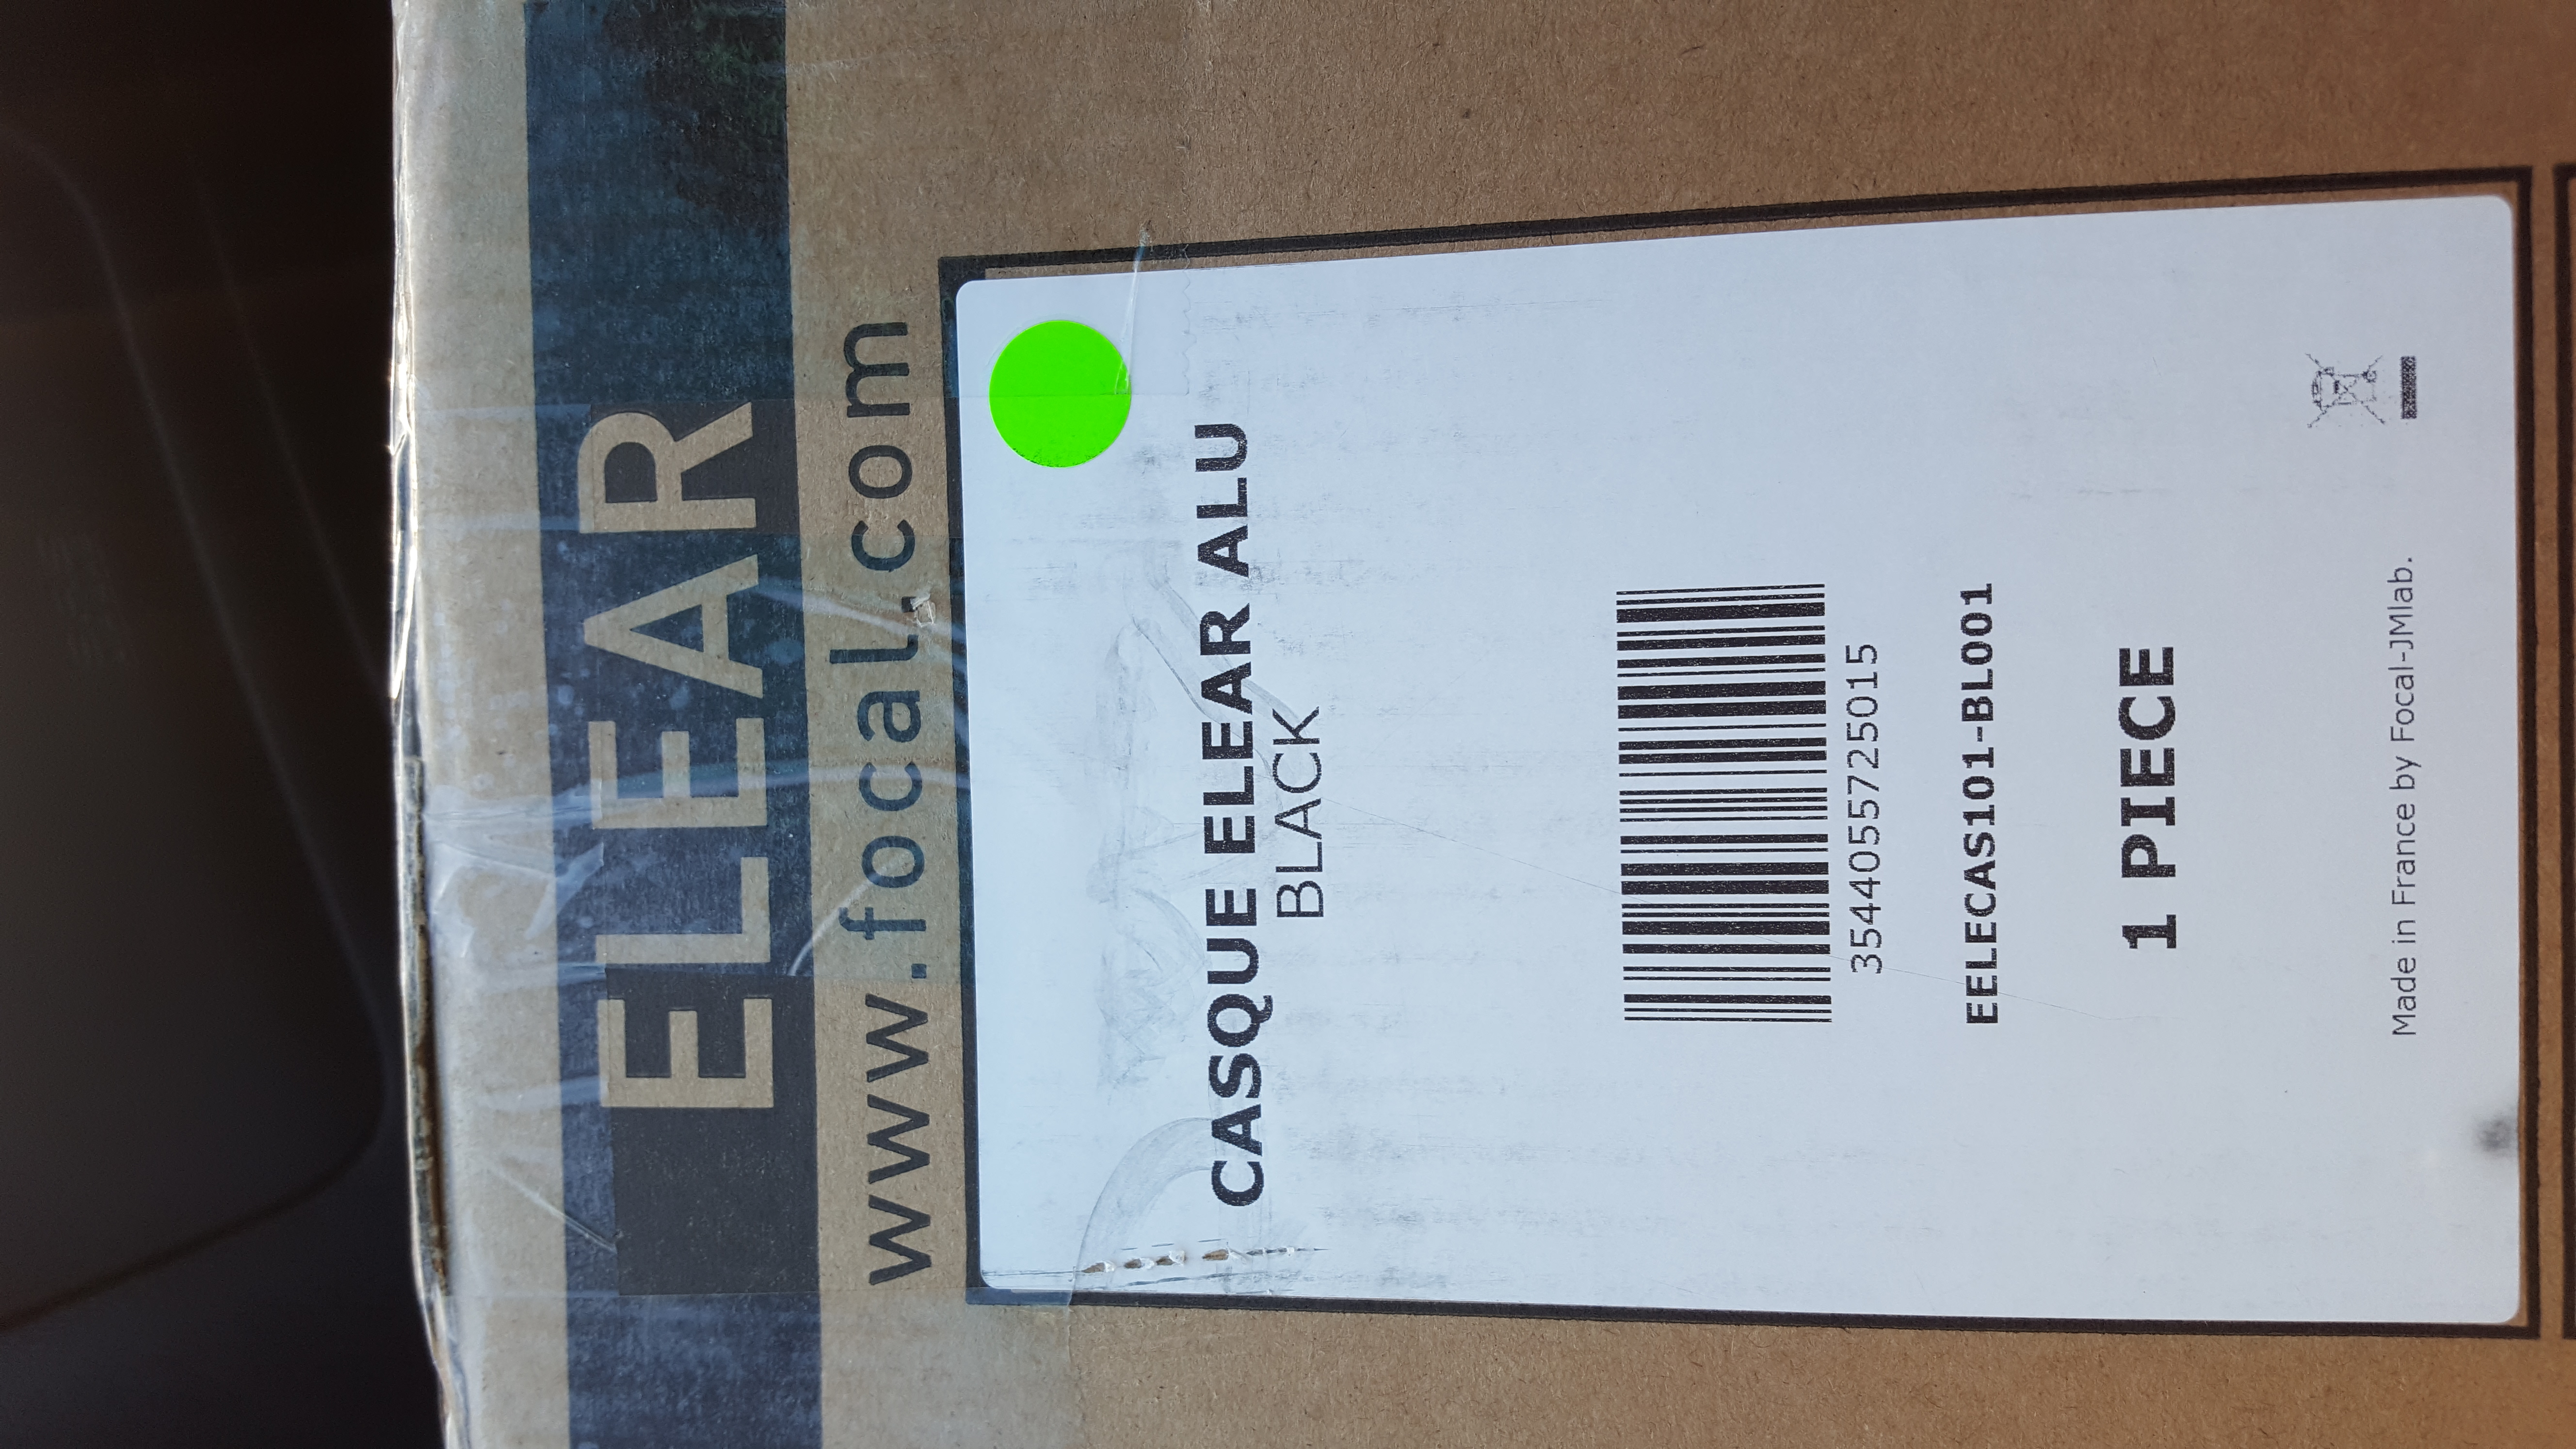 ELEAR
www.focal.com
CASQUE ELEAR ALU
BLACK
3544055725015
EELECAS101-BL001
1 PIECE
Made in France by Focal-JMlab.